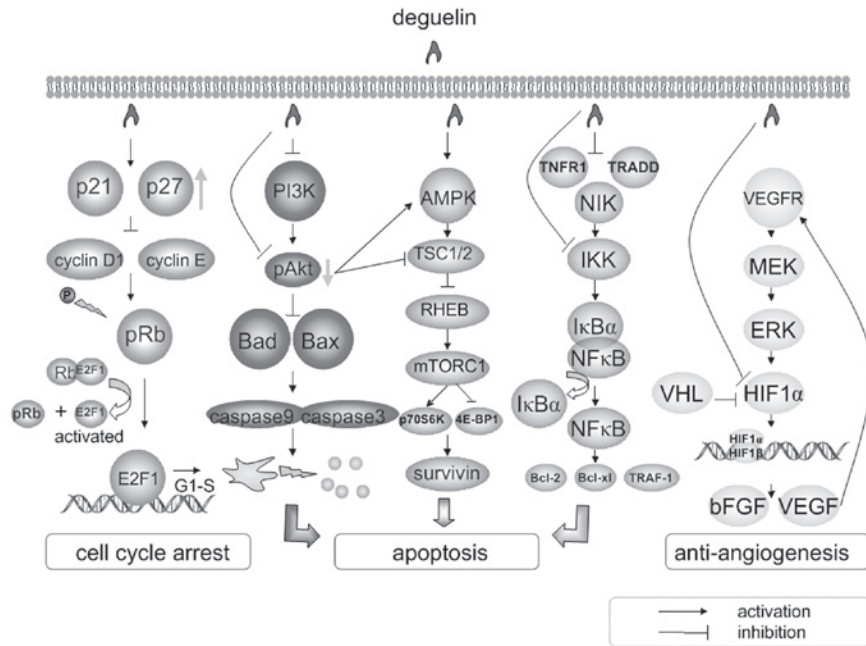 deguelin
p21
p27
cyclin D1
cyclin E
P
pRb
Rb
E2F1
pRb
+
E2F1
activated
E2F1
G1-S
cell cycle arrest
PI3K
pAkt
Bad
Bax
caspase9
caspase3
AMPK
TSC1/2
RHEB
mTORC1
p70S6K
4E-BP1
survivin
apoptosis
TNFR1
TRADD
NIK
IKK
IκBα
NFκB
IκBα
NFκB
Bcl-2
Bcl-xl
TRAF-1
VEGFR
MEK
ERK
VHL
HIF1α
HIF1α
HIF1β
bFGF
VEGF
anti-angiogenesis
activation
inhibition